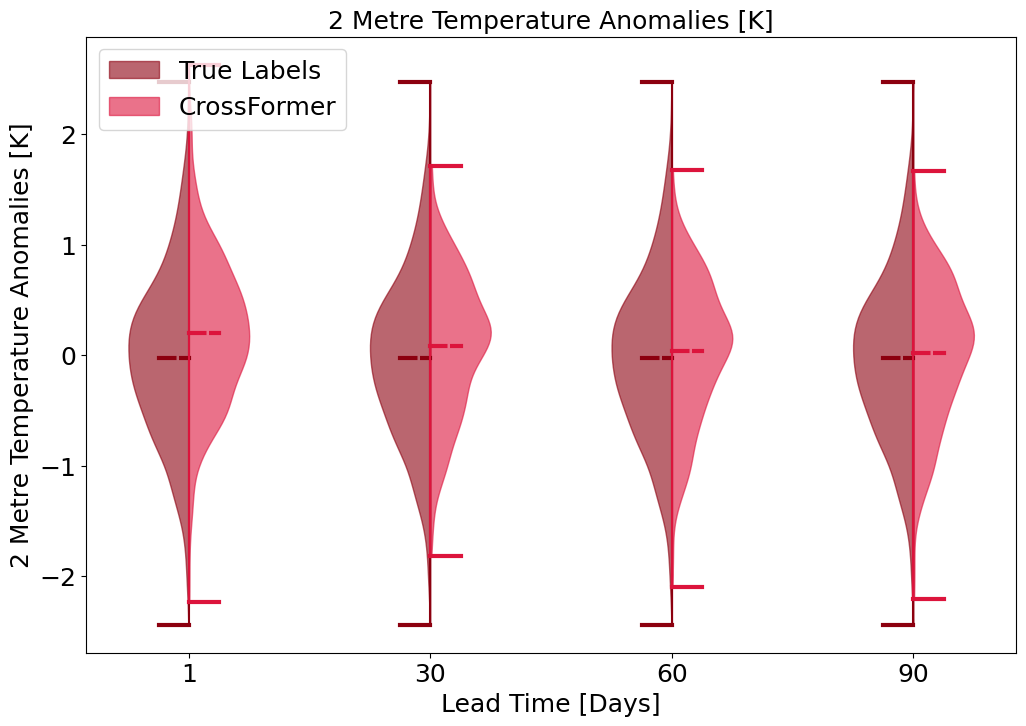 2 Metre Temperature Anomalies [K]
True Labels
CrossFormer
2 Metre Temperature Anomalies [K]
2
1
0
−1
−2
1
30
60
90
Lead Time [Days]